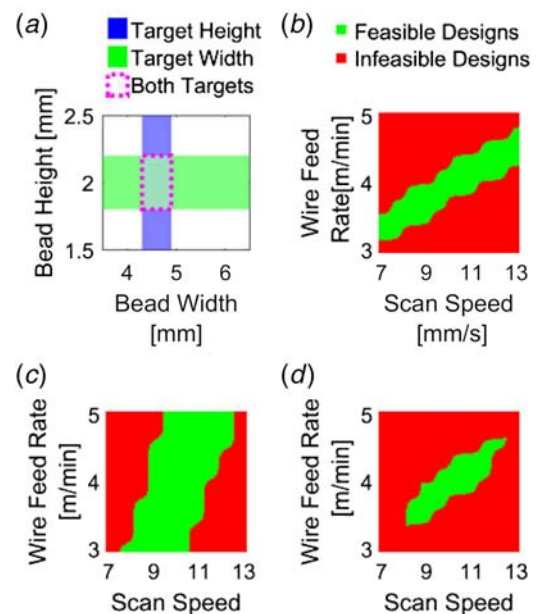 (a)
Target Height
Target Width
Both Targets
Bead Height [mm]
2.5
2
1.5
4 5 6
Bead Width
[mm]
(b)
Feasible Designs
Infeasible Designs
Wire Feed
Rate[m/min]
5
4
3
7 9 11 13
Scan Speed
[mm/s]
(c)
Wire Feed Rate
[m/min]
5
4
3
7 9 11 13
Scan Speed
(d)
Wire Feed Rate
[m/min]
5
4
3
7 9 11 13
Scan Speed